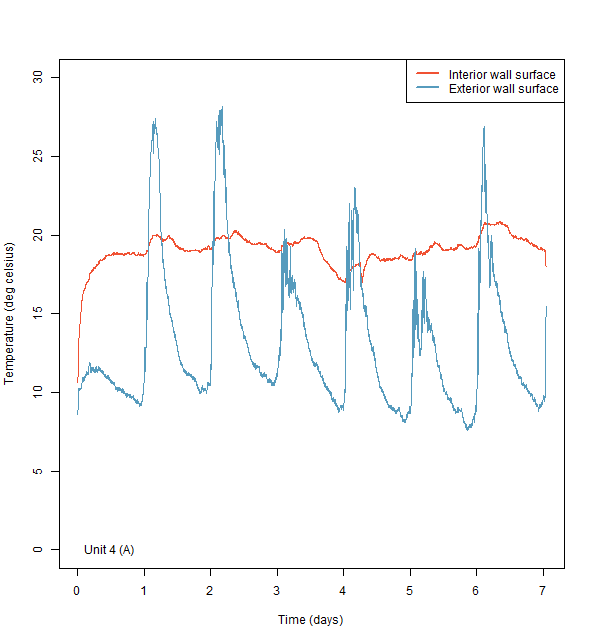 Interior wall surface
Exterior wall surface
30
25
20
15
10
5
0
Temperature (deg celsius)
Unit 4 (A)
0 1 2 3 4 5 6 7
Time (days)